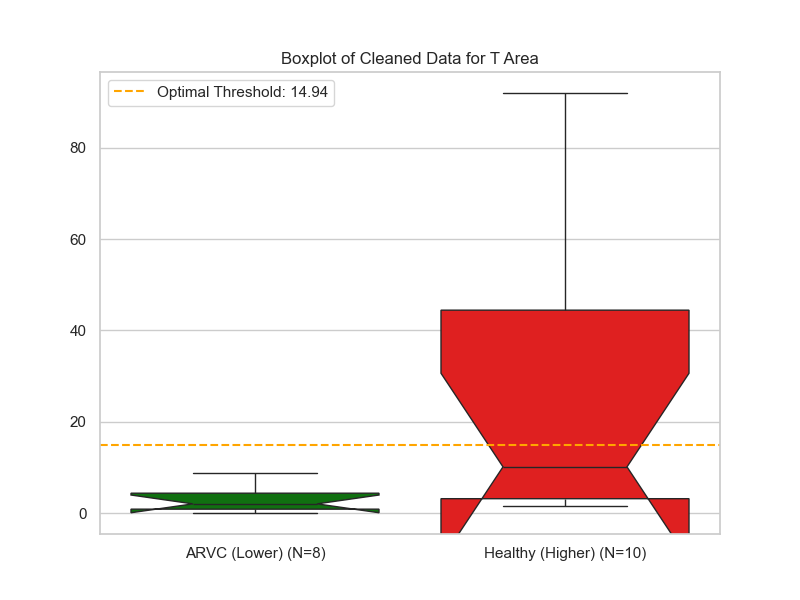 Boxplot of Cleaned Data for T Area
Optimal Threshold: 14.94
80
60
40
20
0
ARVC (Lower) (N=8)
Healthy (Higher) (N=10)